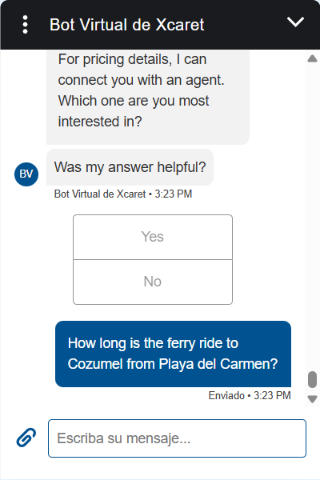 Bot Virtual de Xcaret
For pricing details, I can
connect you with an agent.
Which one are you most
interested in?
Was my answer helpful?
BV
Bot Virtual de Xcaret • 3:23 PM
Yes
No
How long is the ferry ride to
Cozumel from Playa del Carmen?
Enviado • 3:23 PM
Escriba su mensaje...